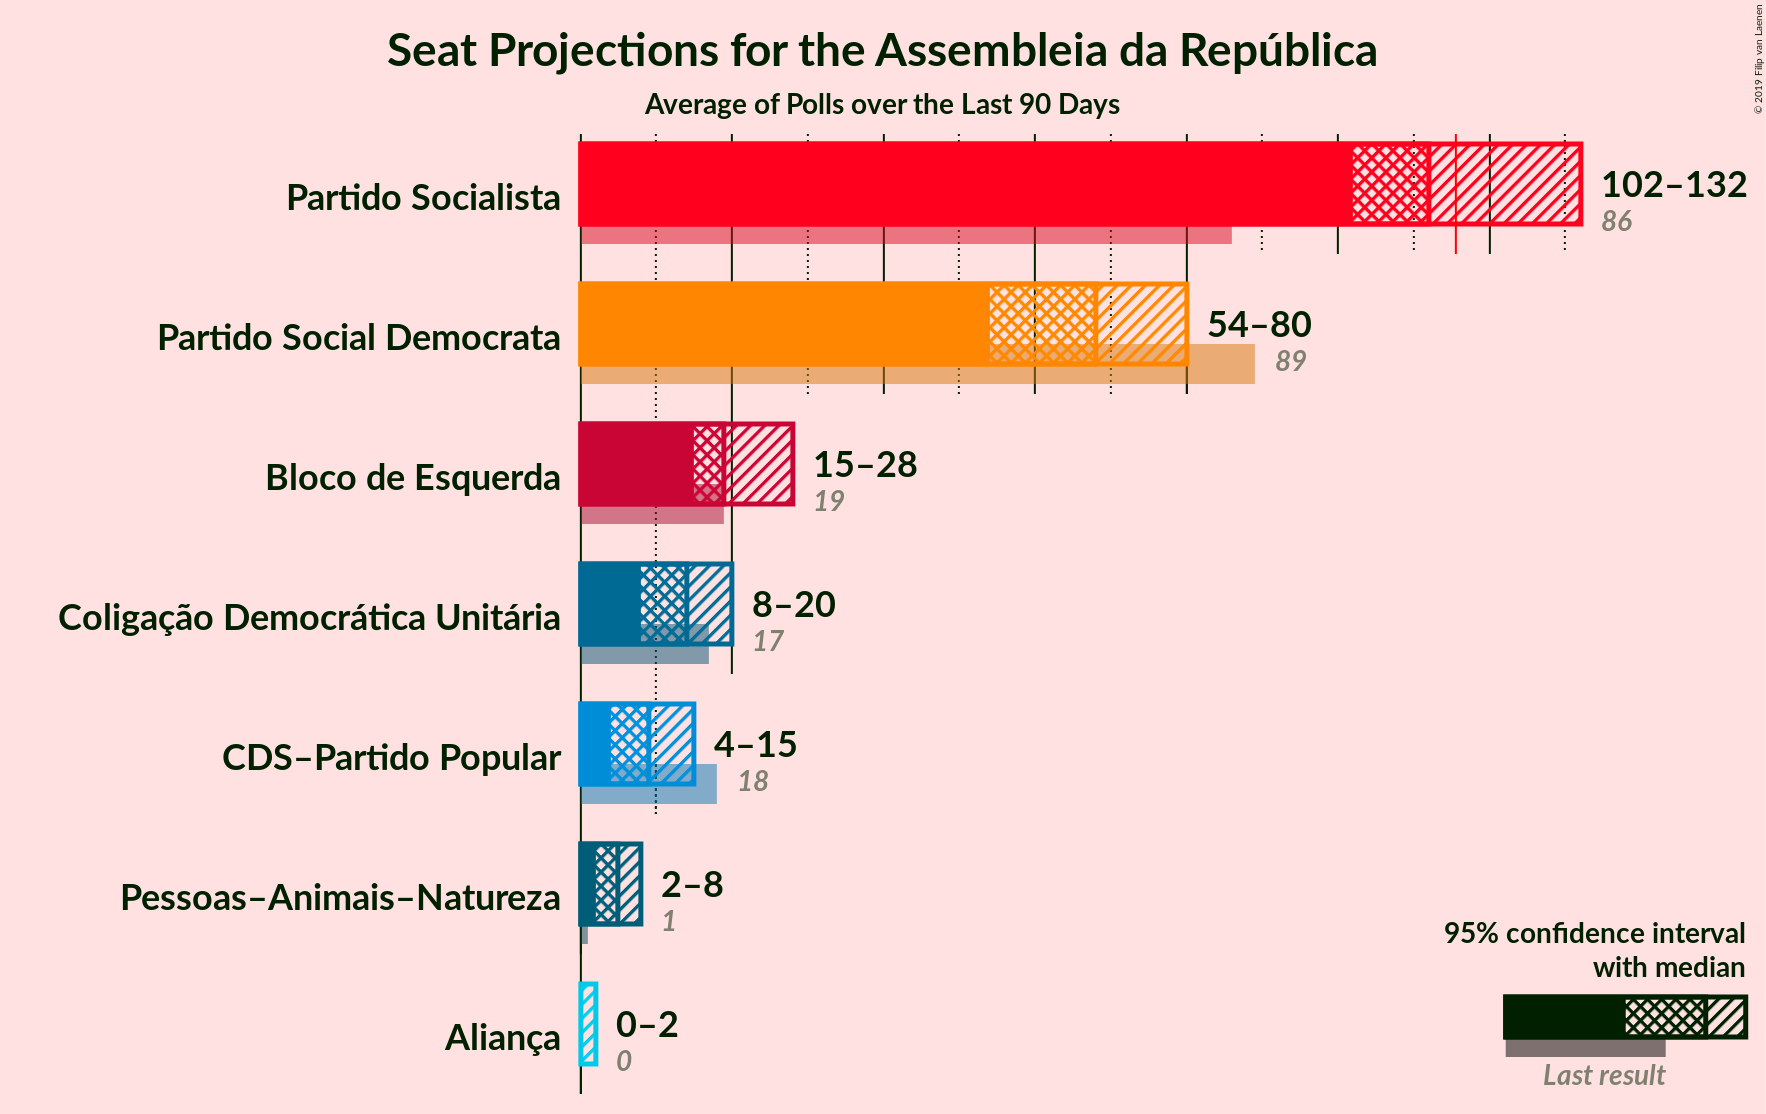 Seat Projections for the Assembleia da República
Average of Polls over the Last 90 Days
© 2019 Filip van Laenen
Partido Socialista
102–132
86
Partido Social Democrata
54–80
89
Bloco de Esquerda
15–28
19
Coligação Democrática Unitária
8–20
17
CDS–Partido Popular
4–15
18
Pessoas–Animais–Natureza
2–8
1
Aliança
0–2
0
95% confidence interval
with median
Last result